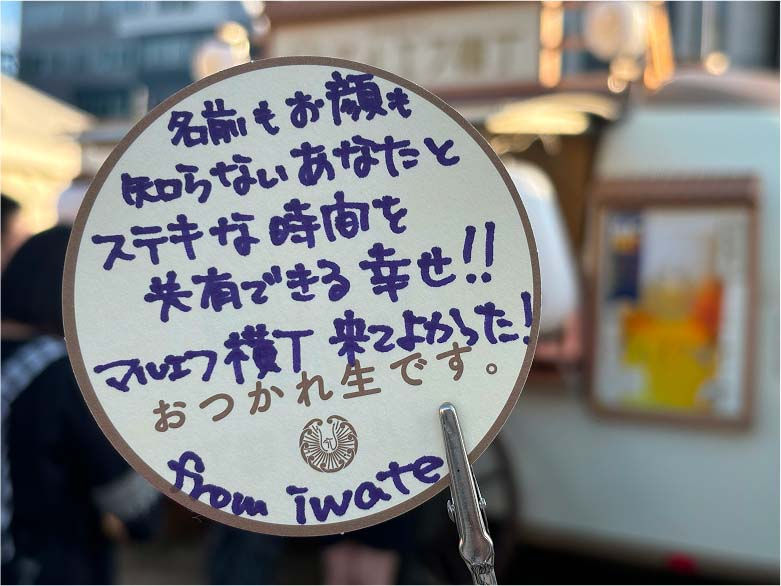 名前もお顔も
知らないあなたと
ステキな時間を
共有できる幸せ!!
マルエフ横丁 来てよかった!
おつかれ生です。
from iwate